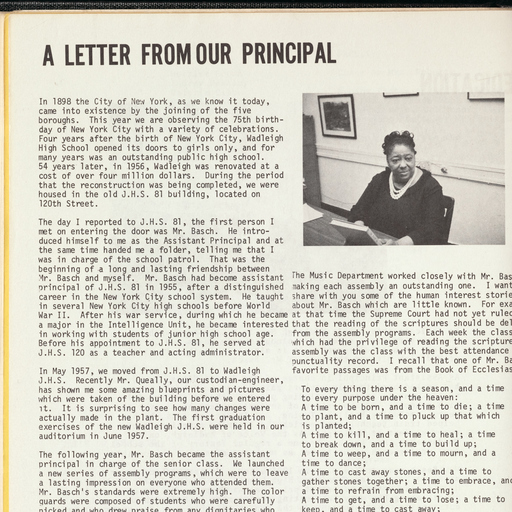 A LETTER FROM OUR PRINCIPAL
In 1898 the City of New York, as we know it today,
came into existence by the joining of the five
boroughs. This year we are observing the 75th birth-
day of New York City with a variety of celebrations.
Four years after the birth of New York City, Wadleigh
High School opened its doors to girls only, and for
many years was an outstanding public high school.
54 years later, in 1956, Wadleigh was renovated at a
cost of over four million dollars. During the period
that the reconstruction was being completed, we were
housed in the old J.H.S. 81 building, located on
120th Street.
The day I reported to J.H.S. 81, the first person I
met on entering the door was Mr. Basch. He intro-
duced himself to me as the Assistant Principal and at
the same time handed me a folder, telling me that I
was in charge of the school patrol. That was the
beginning of a long and lasting friendship between
Mr. Basch and myself. Mr. Basch had become assistant
principal of J.H.S. 81 in 1955, after a distinguished
career in the New York City school system. He taught
in several New York City high schools before World
War II. After his war service, during which he became
a major in the Intelligence Unit, he became interested
in working with students of junior high school age.
Before his appointment to J.H.S. 81, he served at
J.H.S. 120 as a teacher and acting administrator.
In May 1957, we moved from J.H.S. 81 to Wadleigh
J.H.S. Recently Mr. Queally, our custodian-engineer,
has shown me some amazing blueprints and pictures
which were taken of the building before we entered
it. It is surprising to see how many changes were
actually made in the plant. The first graduation
exercises of the new Wadleigh J.H.S. were held in our
auditorium in June 1957.
The following year, Mr. Basch became the assistant
principal in charge of the senior class. We launched
a new series of assembly programs, which were to leave
a lasting impression on everyone who attended them.
Mr. Basch's standards were extremely high. The color
guards were composed of students who were carefully
picked and who drew praise from any dignitaries who
The Music Department worked closely with Mr. Bas
making each assembly an outstanding one. I want
share with you some of the human interest storie
about Mr. Basch which are little known. For exa
at that time the Supreme Court had not yet rulec
that the reading of the scriptures should be del
from the assembly programs. Each week the class
which had the privilege of reading the scripture
assembly was the class with the best attendance
punctuality record. I recall that one of Mr. Ba
favorite passages was from the Book of Ecclesias
To every thing there is a season, and a time
to every purpose under the heaven:
A time to be born, and a time to die; a time
to plant, and a time to pluck up that which
is planted;
A time to kill, and a time to heal; a time
to break down, and a time to build up;
A time to weep, and a time to mourn, and a
time to dance;
A time to cast away stones, and a time to
gather stones together; a time to embrace, and
a time to refrain from embracing;
A time to get, and a time to lose; a time to
keep, and a time to cast away;